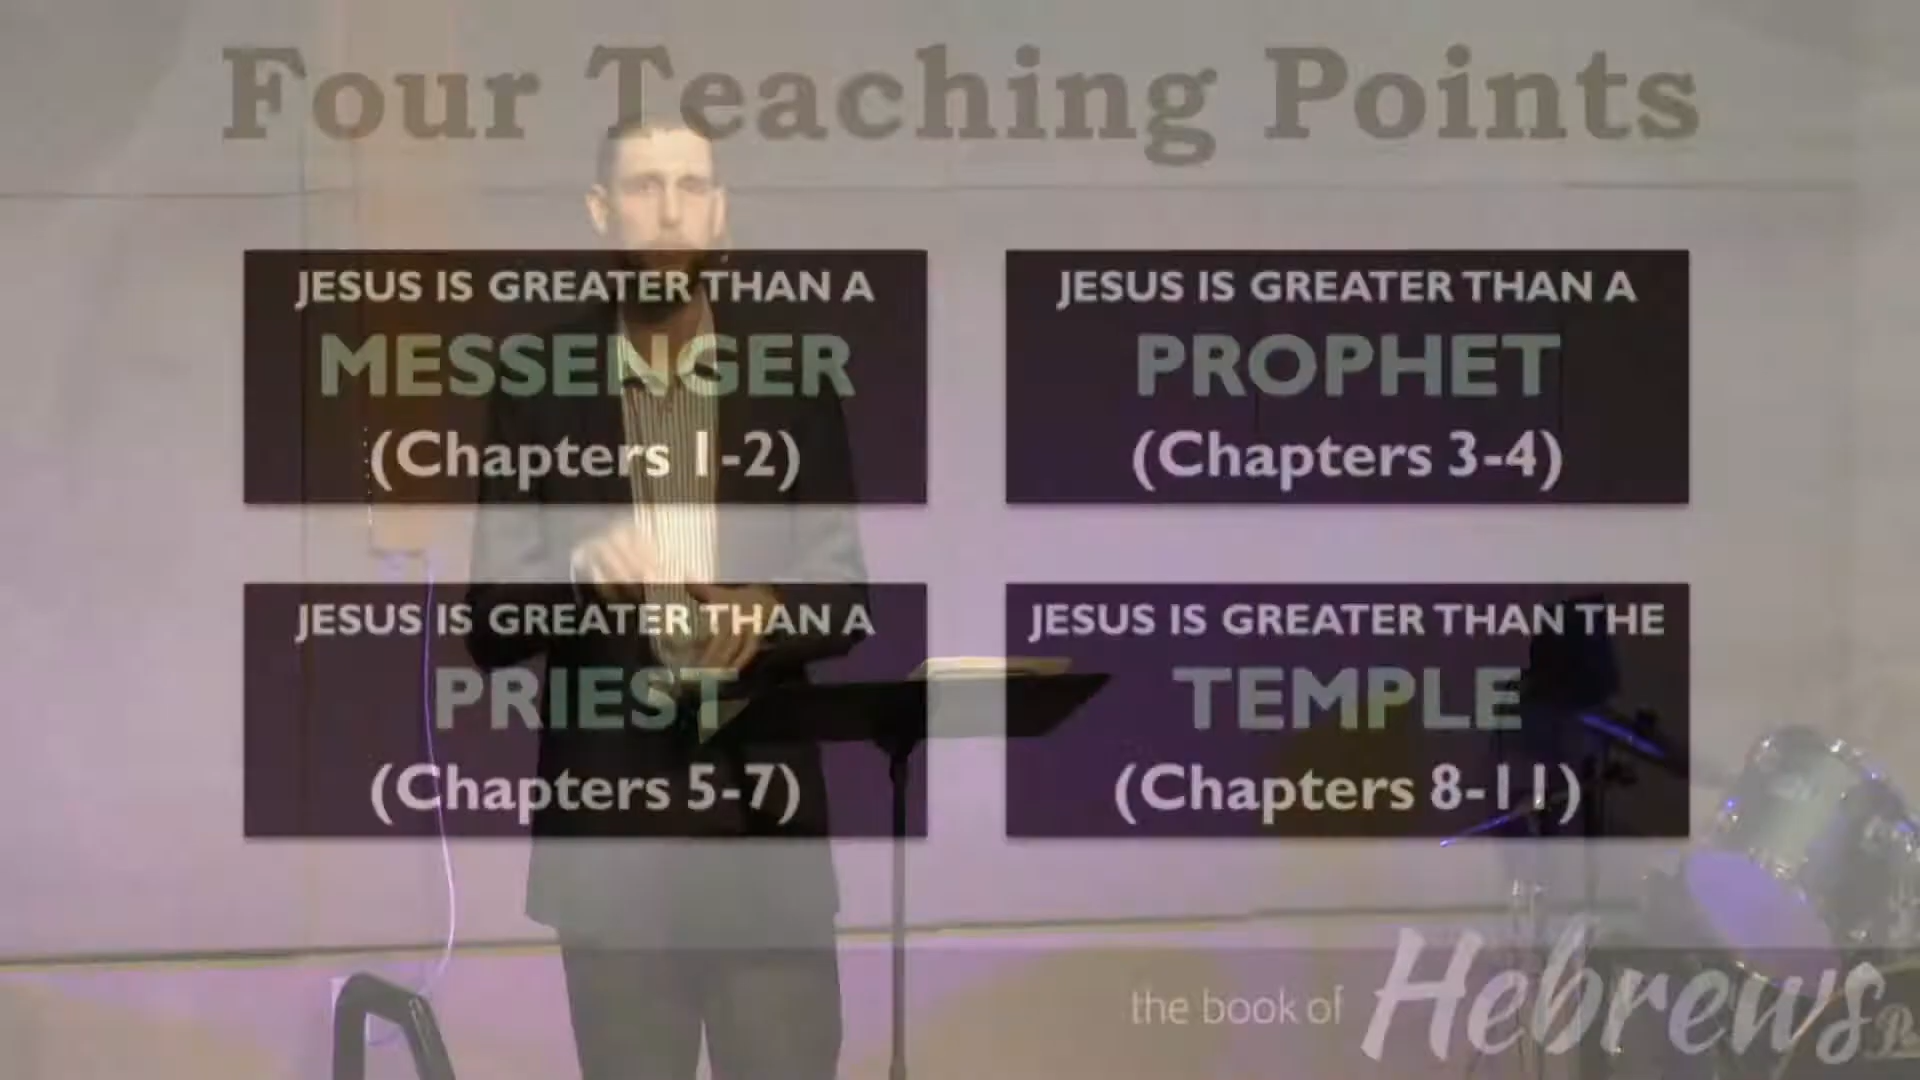 Four Teaching Points
JESUS IS GREATER THAN A
MESSENGER
(Chapters 1-2)
JESUS IS GREATER THAN A
PROPHET
(Chapters 3-4)
JESUS IS GREATER THAN A
PRIEST
(Chapters 5-7)
JESUS IS GREATER THAN THE
TEMPLE
(Chapters 8-11)
the book of Hebrews